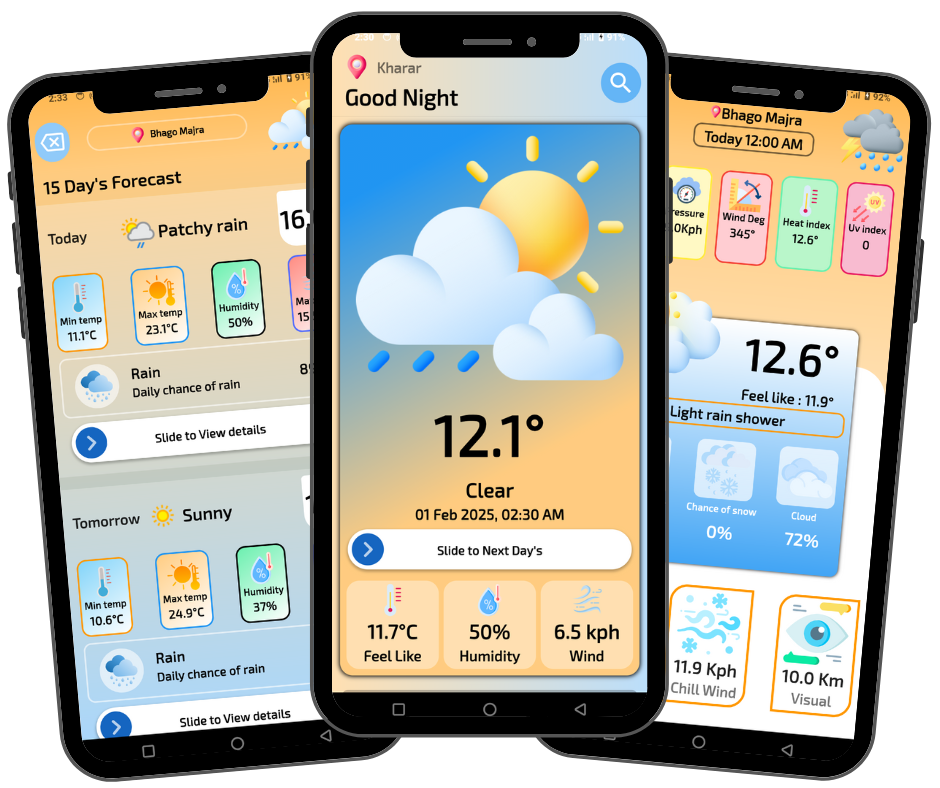 2:33
91%
Bhago Majra
15 Day's Forecast
Today
Patchy rain
16.
Min temp
11.1°C
Max temp
23.1°C
Humidity
50%
Ma
15
Rain
Daily chance of rain
8
Slide to View details
Tomorrow
Sunny
Min temp
10.6°C
Max temp
24.9°C
Humidity
37%
Rain
Daily chance of rain
Slide to View details
2:30
91%
Kharar
Good Night
12.1°
Clear
01 Feb 2025, 02:30 AM
Slide to Next Day's
11.7°C
Feel Like
50%
Humidity
6.5 kph
Wind
92%
Bhago Majra
Today 12:00 AM
ressure
.0Kph
Wind Deg
345°
Heat index
12.6°
UV
Uv index
0
12.6°
Feel like : 11.9°
Light rain shower
Chance of snow
0%
Cloud
72%
11.9 Kph
Chill Wind
10.0 Km
Visual